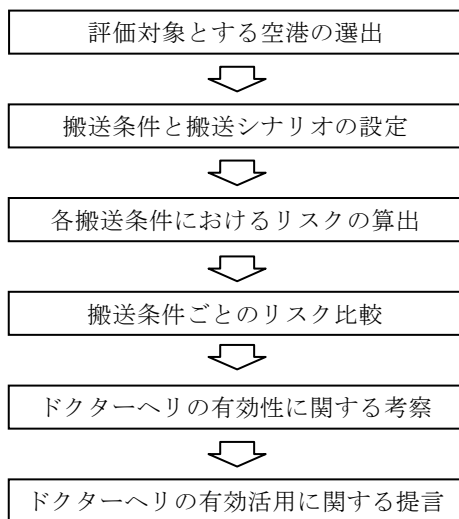 評価対象とする空港の選出
搬送条件と搬送シナリオの設定
各搬送条件におけるリスクの算出
搬送条件ごとのリスク比較
ドクターヘリの有効性に関する考察
ドクターヘリの有効活用に関する提言